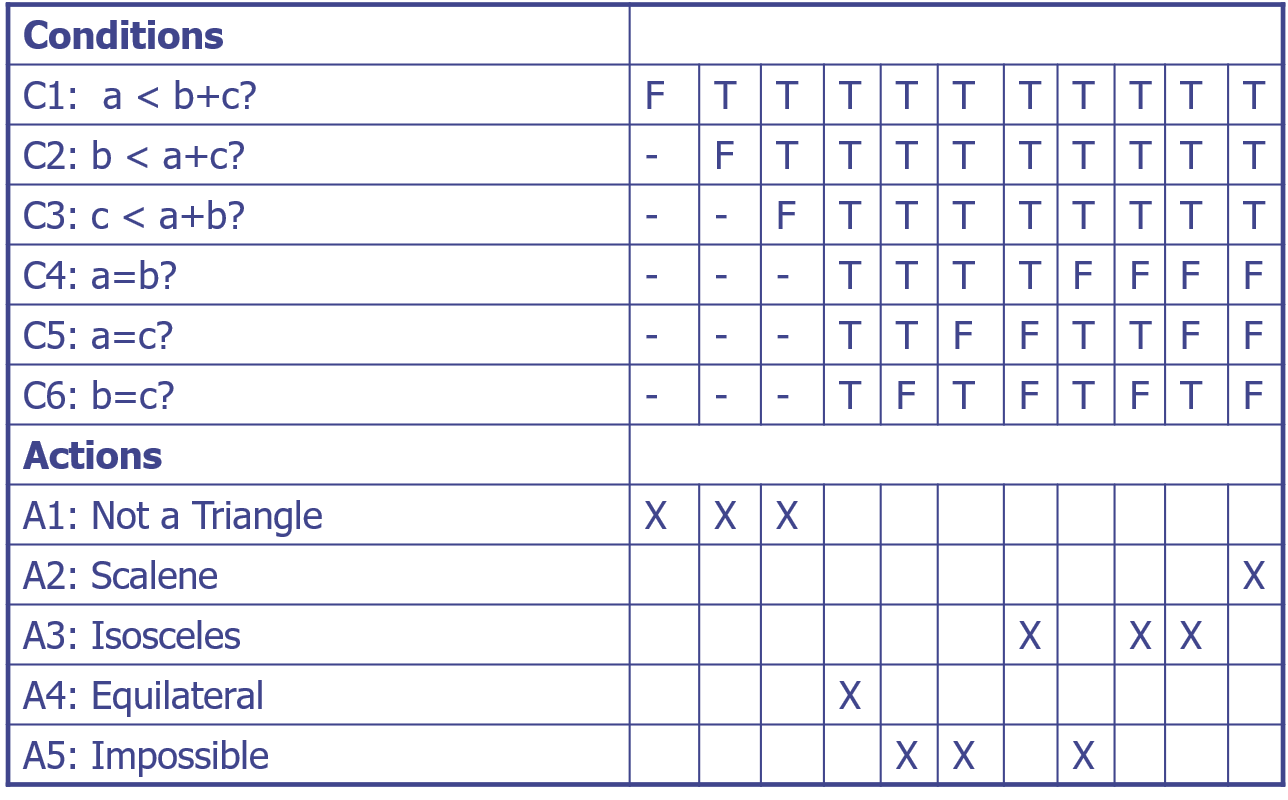 Conditions
C1: a < b+c? F T T T T T T T T T T
C2: b < a+c? - F T T T T T T T T T
C3: c < a+b? - - F T T T T T T T T
C4: a=b? - - - T T T T F F F F
C5: a=c? - - - T T F F T T F F
C6: b=c? - - - T F T F T F T F
Actions
A1: Not a Triangle X X X
A2: Scalene X
A3: Isosceles X X X
A4: Equilateral X
A5: Impossible X X X